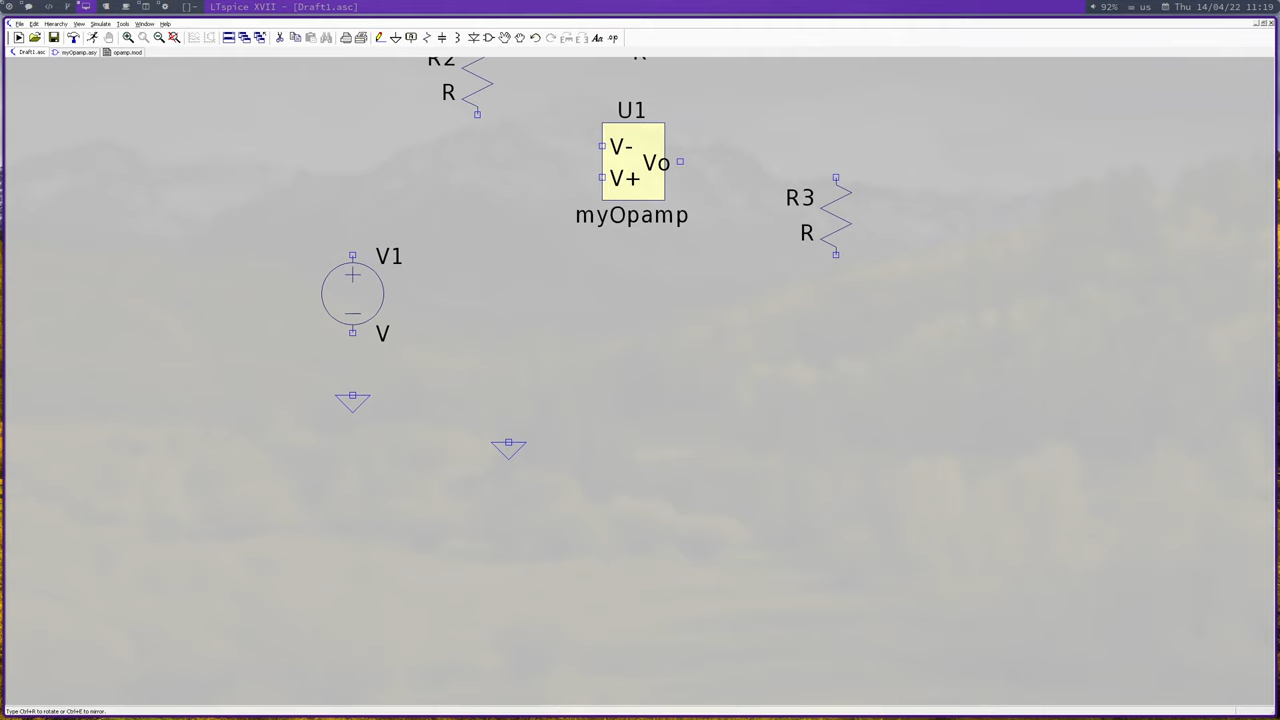 LTspice XVII - [Draft1.asc]
92% us Thu 14/04/22 11:19
File Edit Hierarchy View Simulate Tools Window Help
Draft1.asc myOpamp.asy opamp.mod
R2
R
R
U1
V-
Vo
V+
myOpamp
R3
R
V1
V
Type Ctrl+R to rotate or Ctrl+E to mirror.